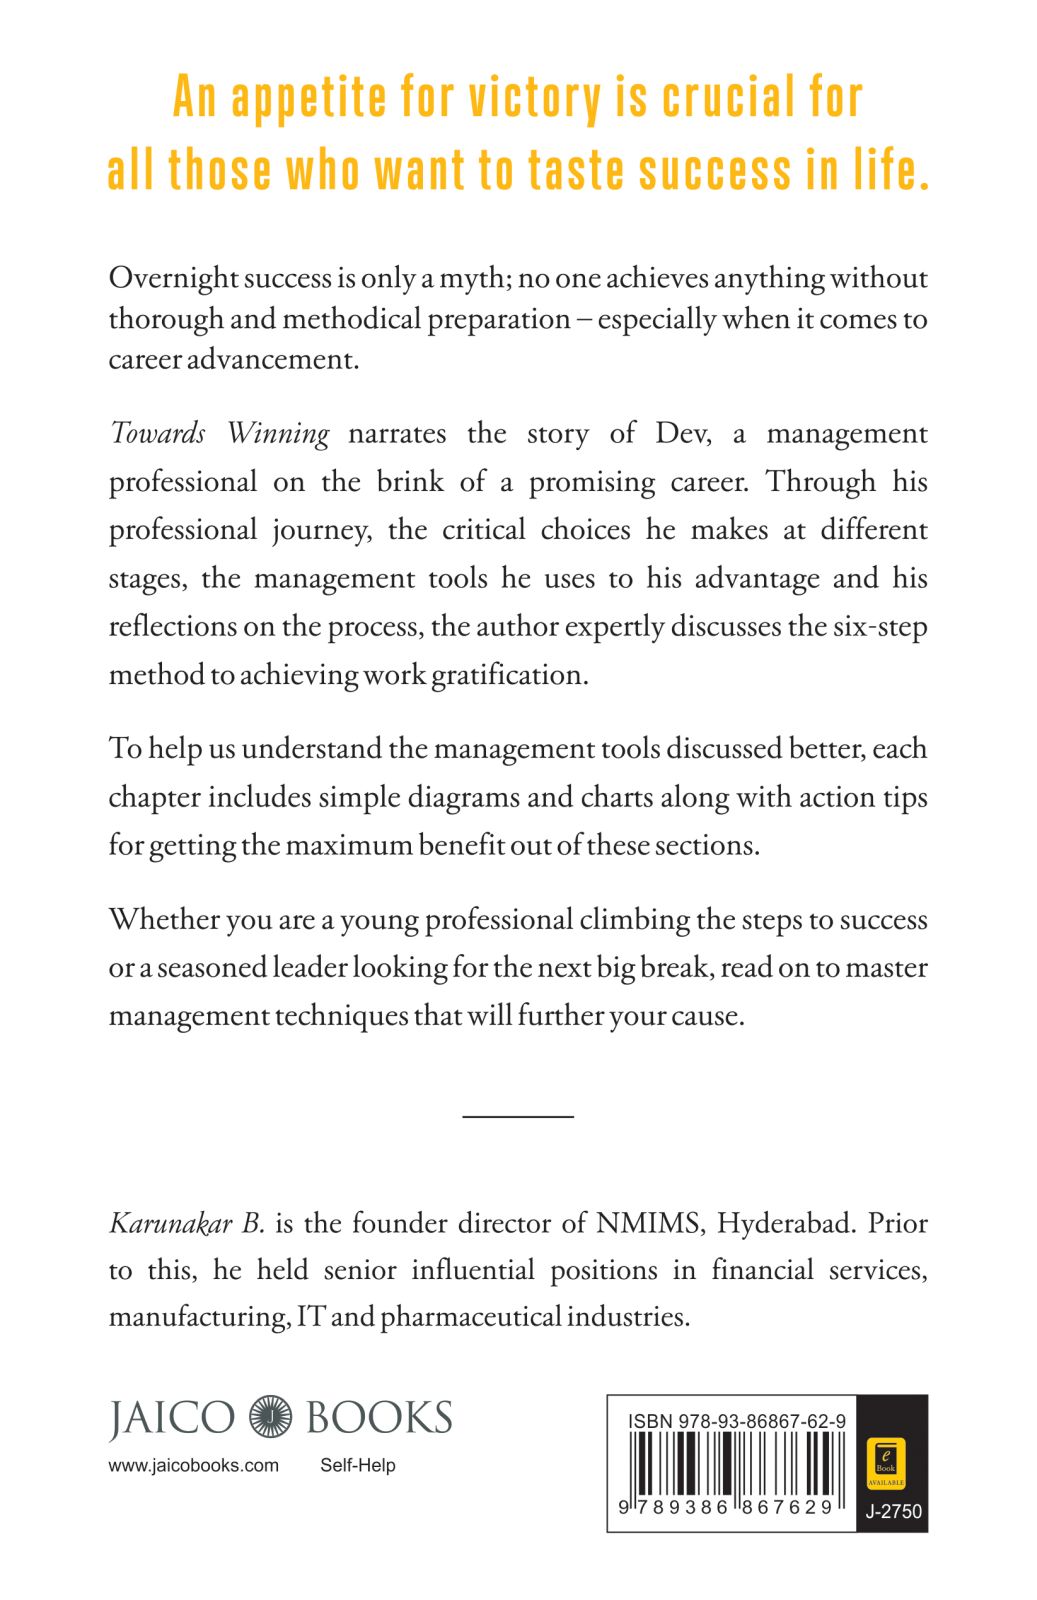 An appetite for victory is crucial for
all those who want to taste success in life.
Overnight success is only a myth; no one achieves anything without
thorough and methodical preparation – especially when it comes to
career advancement.
Towards Winning narrates the story of Dev, a management
professional on the brink of a promising career. Through his
professional journey, the critical choices he makes at different
stages, the management tools he uses to his advantage and his
reflections on the process, the author expertly discusses the six-step
method to achieving work gratification.
To help us understand the management tools discussed better, each
chapter includes simple diagrams and charts along with action tips
for getting the maximum benefit out of these sections.
Whether you are a young professional climbing the steps to success
or a seasoned leader looking for the next big break, read on to master
management techniques that will further your cause.
Karunakar B. is the founder director of NMIMS, Hyderabad. Prior
to this, he held senior influential positions in financial services,
manufacturing, IT and pharmaceutical industries.
JAICO J BOOKS
www.jaicobooks.com Self-Help
ISBN 978-93-86867-62-9
9 789386 867629
e
Book
AVAILABLE
J-2750